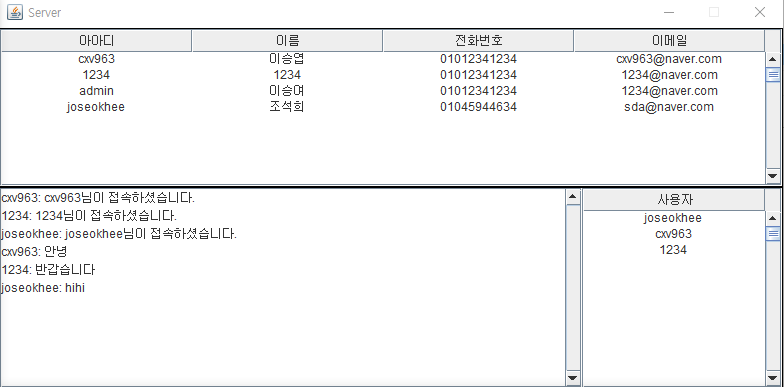 Server
아아디 이름 전화번호 이메일
cxv963 이승엽 01012341234 cxv963@naver.com
1234 1234 01012341234 1234@naver.com
admin 이승여 01012341234 1234@naver.com
joseokhee 조석희 01045944634 sda@naver.com
cxv963: cxv963님이 접속하셨습니다.
1234: 1234님이 접속하셨습니다.
joseokhee: joseokhee님이 접속하셨습니다.
cxv963: 안녕
1234: 반갑습니다
joseokhee: hihi
사용자
joseokhee
cxv963
1234